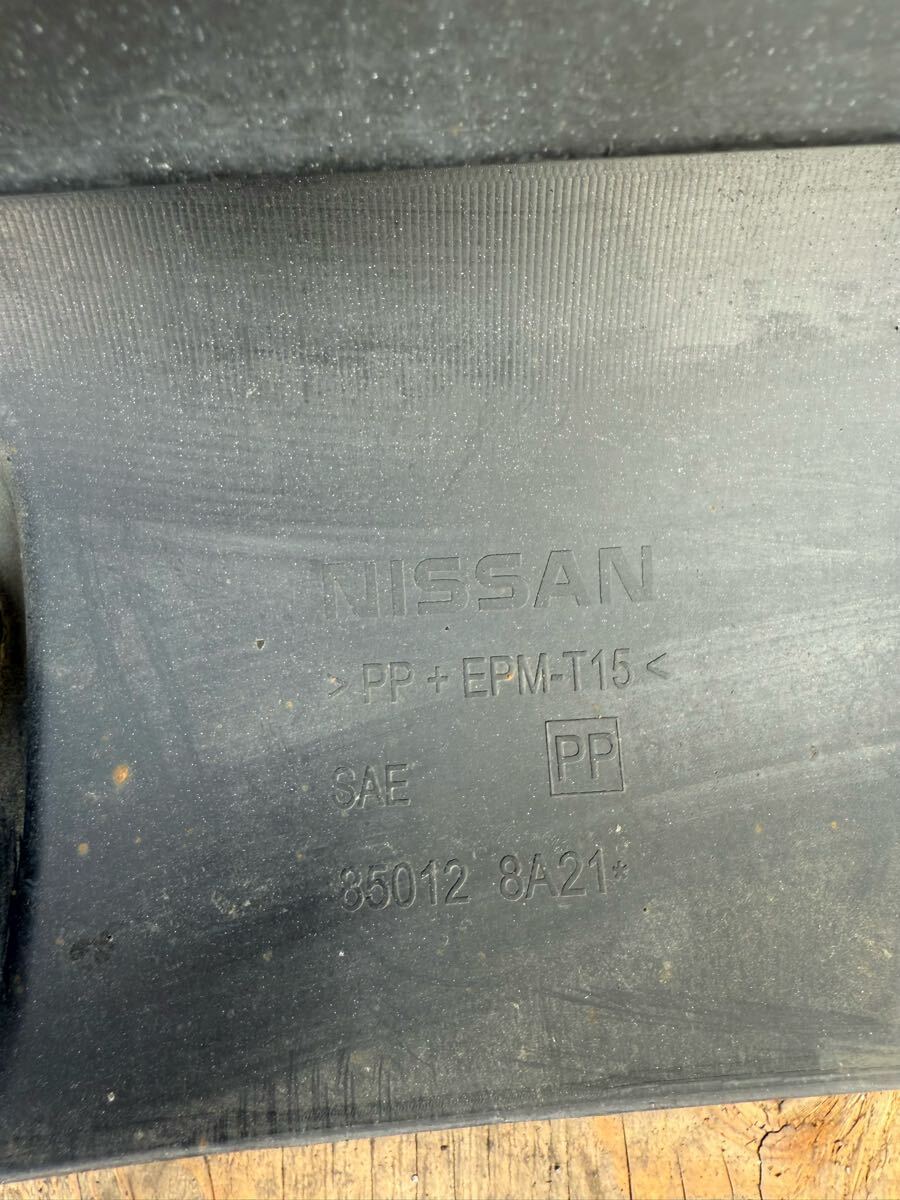 NISSAN
>PP + EPM-T15<
SAE PP
85012 8A21*